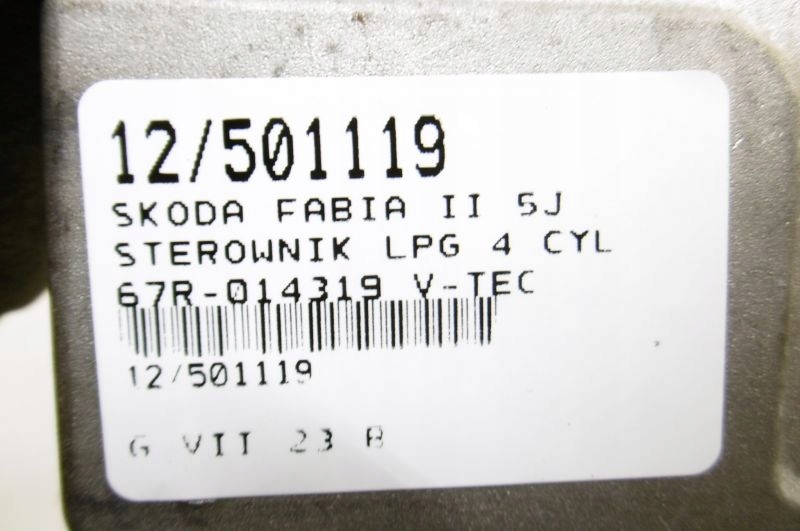 12/501119
SKODA FABIA II 5J
STEROWNIK LPG 4 CYL
67R-014319 V-TEC
12/501119
G VII 23 B